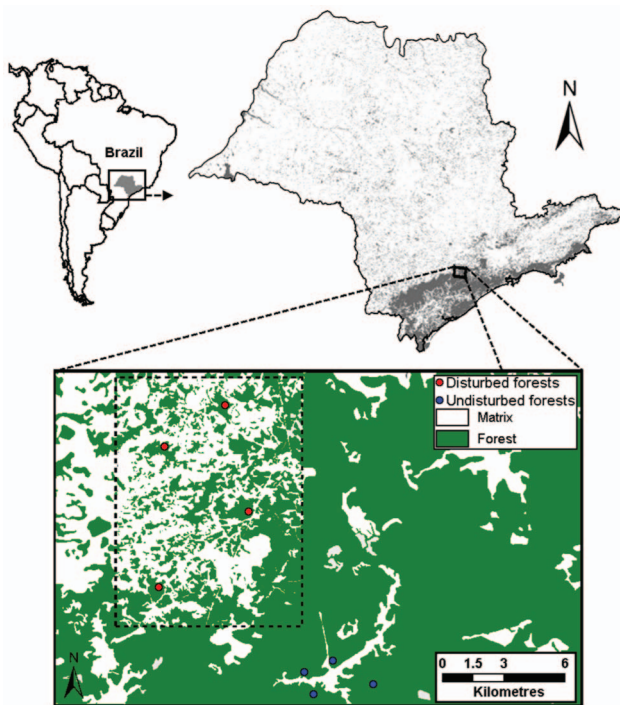 Brazil
N
Disturbed forests
Undisturbed forests
Matrix
Forest
N
0 1.5 3 6
Kilometres